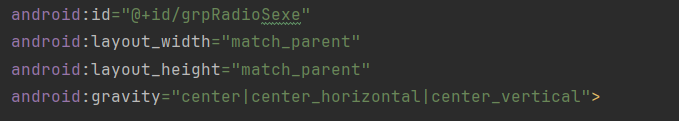 android:id="@+id/grpRadioSexe"
android:layout_width="match_parent"
android:layout_height="match_parent"
android:gravity="center|center_horizontal|center_vertical">